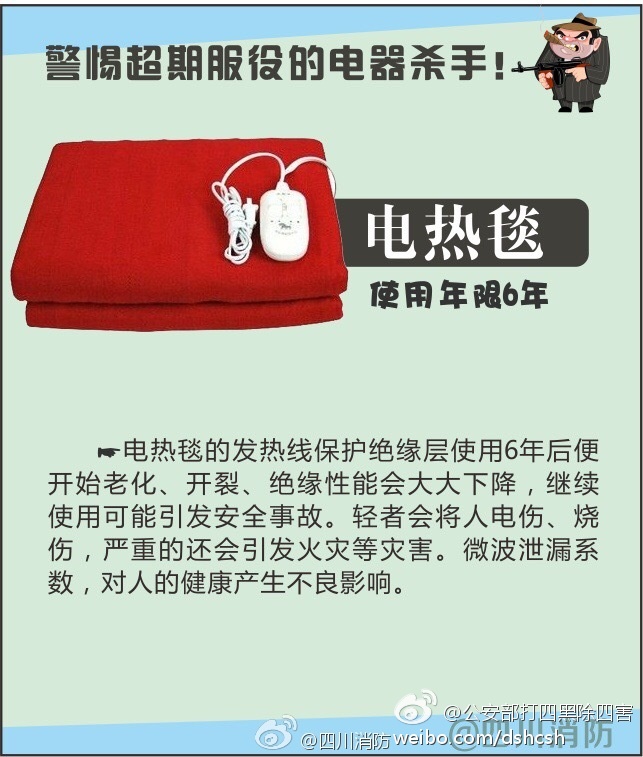 警惕超期服役的电器杀手!
电热毯
使用年限6年
☛电热毯的发热线保护绝缘层使用6年后便
开始老化、开裂、绝缘性能会大大下降，继续
使用可能引发安全事故。轻者会将人电伤、烧
伤，严重的还会引发火灾等灾害。微波泄漏系
数，对人的健康产生不良影响。
@公安部打四黑除四害
@四川消防
weibo.com/dshcsh
@四川消防